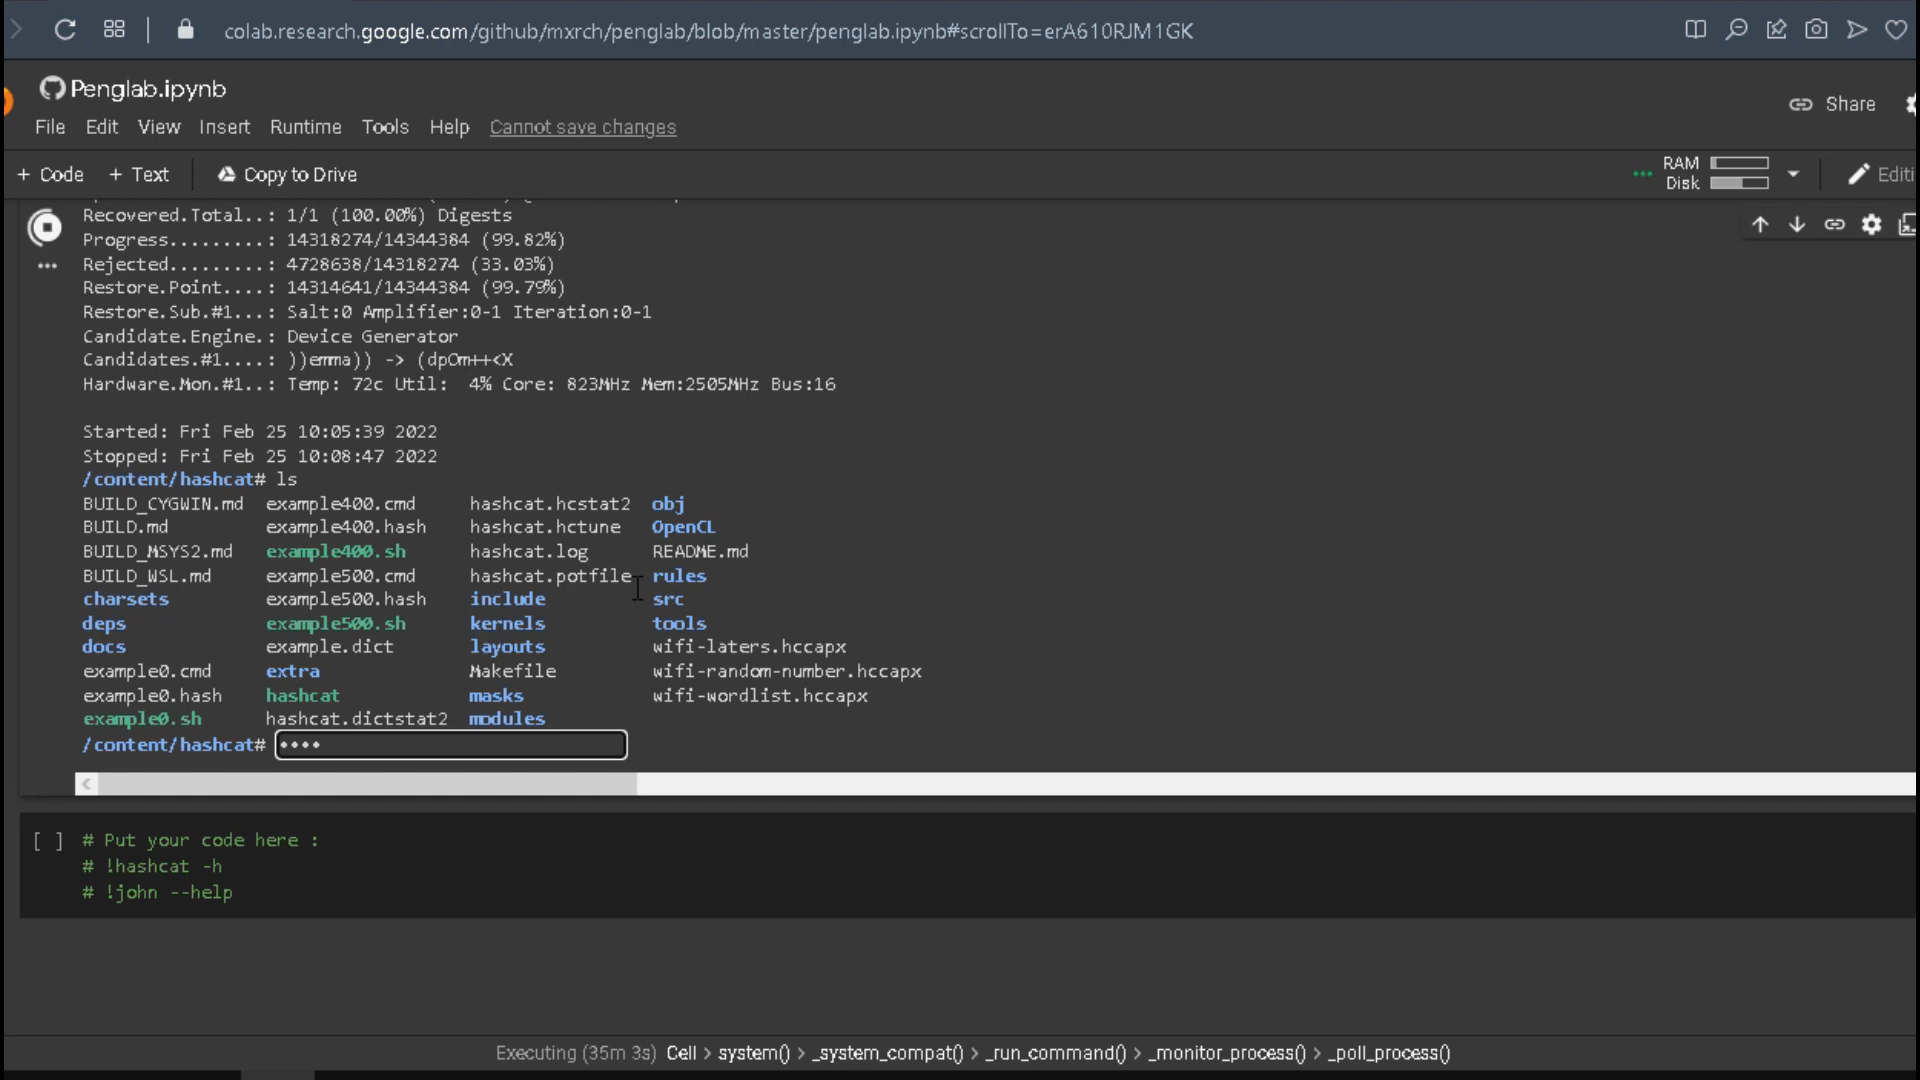 colab.research.google.com/github/mxrch/penglab/blob/master/penglab.ipynb#scrollTo=erA610RJM1GK
Penglab.ipynb
Share
File Edit View Insert Runtime Tools Help Cannot save changes
+ Code + Text Copy to Drive
RAM
Disk
Editi
Recovered.Total..: 1/1 (100.00%) Digests
Progress.........: 14318274/14344384 (99.82%)
Rejected.........: 4728638/14318274 (33.03%)
Restore.Point....: 14314641/14344384 (99.79%)
Restore.Sub.#1...: Salt:0 Amplifier:0-1 Iteration:0-1
Candidate.Engine.: Device Generator
Candidates.#1....: ))emma)) -> (dpOm++<X
Hardware.Mon.#1..: Temp: 72c Util:  4% Core: 823MHz Mem:2505MHz Bus:16
Started: Fri Feb 25 10:05:39 2022
Stopped: Fri Feb 25 10:08:47 2022
/content/hashcat# ls
BUILD_CYGWIN.md example400.cmd hashcat.hcstat2 obj
BUILD.md example400.hash hashcat.hctune OpenCL
BUILD_MSYS2.md example400.sh hashcat.log README.md
BUILD_WSL.md example500.cmd hashcat.potfile rules
charsets example500.hash include src
deps example500.sh kernels tools
docs example.dict layouts wifi-laters.hccapx
example0.cmd extra Makefile wifi-random-number.hccapx
example0.hash hashcat masks wifi-wordlist.hccapx
example0.sh hashcat.dictstat2 modules
/content/hashcat# ••••
[ ] # Put your code here :
# !hashcat -h
# !john --help
Executing (35m 3s) Cell > system() > _system_compat() > _run_command() > _monitor_process() > _poll_process()